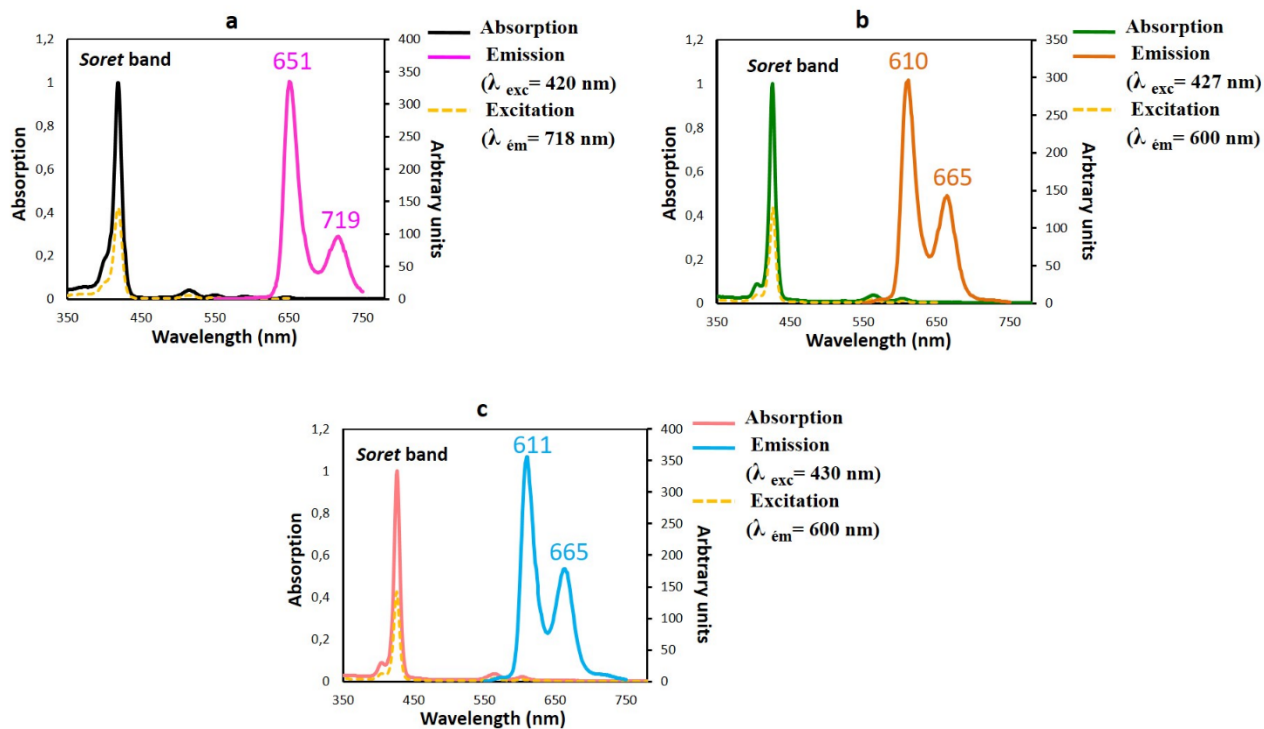 a
1,2
1
0,8
0,6
0,4
0,2
0
Absorption
Soret band
651
719
400
350
300
250
200
150
100
50
0
Arbtrary units
350 450 550 650 750
Wavelength (nm)
Absorption
Emission
(λ exc= 420 nm)
Excitation
(λ ém= 718 nm)
b
1,2
1
0,8
0,6
0,4
0,2
0
Absorption
Soret band
610
665
350
300
250
200
150
100
50
0
Arbtrary units
350 450 550 650 750
Wavelength (nm)
Absorption
Emission
(λ exc= 427 nm)
Excitation
(λ ém= 600 nm)
c
1,2
1
0,8
0,6
0,4
0,2
0
Absorption
Soret band
611
665
400
350
300
250
200
150
100
50
0
Arbtrary units
350 450 550 650 750
Wavelength (nm)
Absorption
Emission
(λ exc= 430 nm)
Excitation
(λ ém= 600 nm)